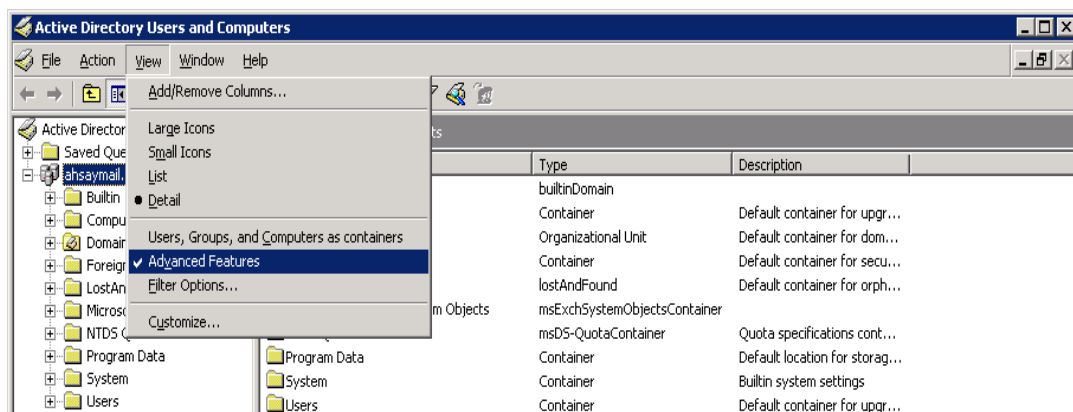 Active Directory Users and Computers
File Action View Window Help
Add/Remove Columns...
Large Icons
Small Icons
List
Detail
Users, Groups, and Computers as containers
Advanced Features
Filter Options...
Customize...
Active Director
Saved Que
ahsaymail.
Builtin
Compu
Domair
Foreigr
LostAn
Microso
NTDS Q
Program Data
System
Users
ts
Type Description
builtinDomain
Container Default container for upgr...
Organizational Unit Default container for dom...
Container Default container for secu...
lostAndFound Default container for orph...
m Objects msExchSystemObjectsContainer
msDS-QuotaContainer Quota specifications cont...
Program Data Container Default location for storag...
System Container Builtin system settings
Users Container Default container for upgr...